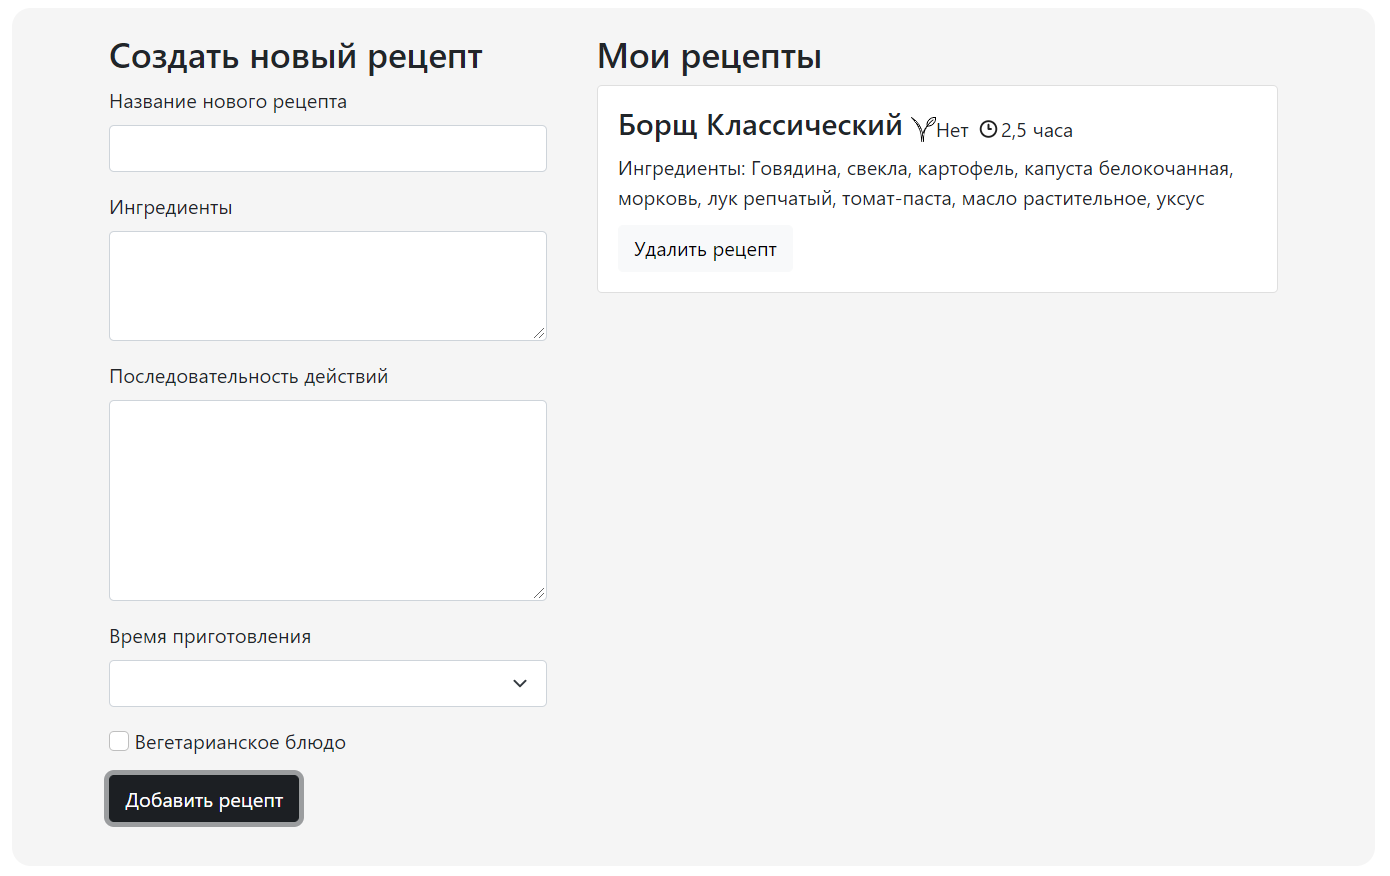 Создать новый рецепт
Название нового рецепта
Ингредиенты
Последовательность действий
Время приготовления
Вегетарианское блюдо
Добавить рецепт
Мои рецепты
Борщ Классический Нет 2,5 часа
Ингредиенты: Говядина, свекла, картофель, капуста белокочанная,
морковь, лук репчатый, томат-паста, масло растительное, уксус
Удалить рецепт